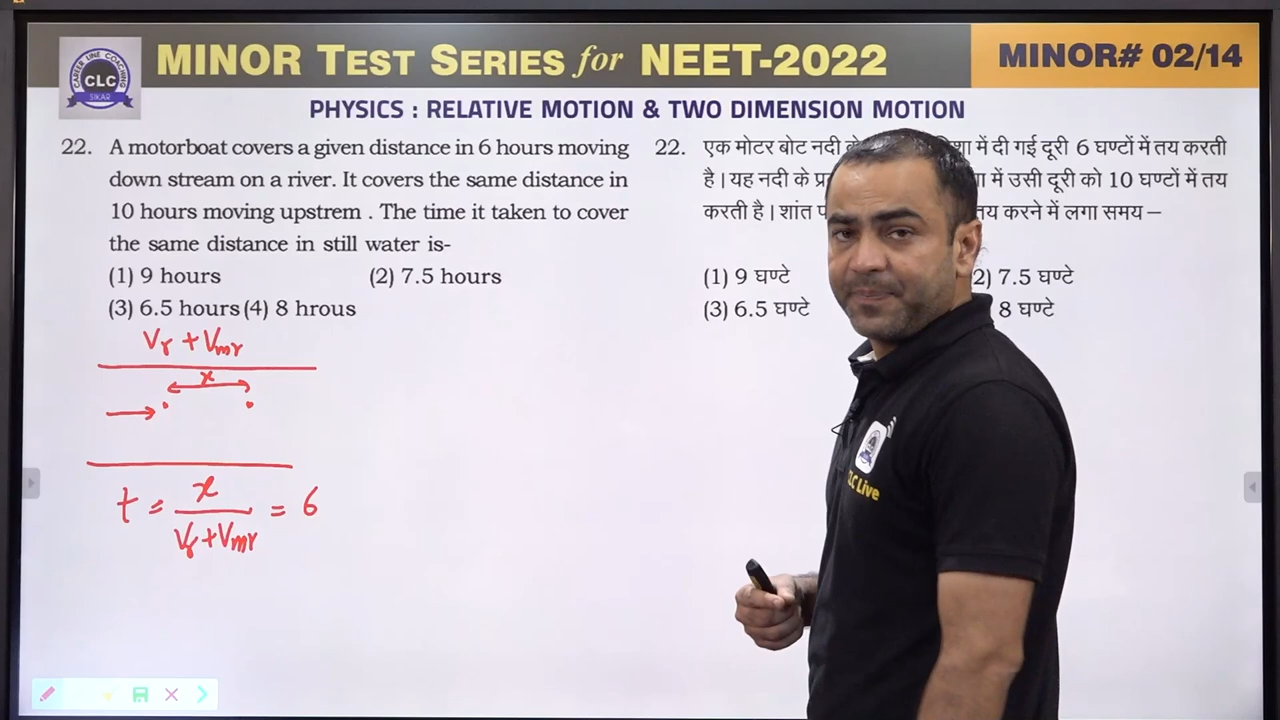 MINOR TEST SERIES for NEET-2022
MINOR# 02/14
CAREER LINE COACHING
CLC
SIKAR
PHYSICS : RELATIVE MOTION & TWO DIMENSION MOTION
22. A motorboat covers a given distance in 6 hours moving
down stream on a river. It covers the same distance in
10 hours moving upstrem . The time it taken to cover
the same distance in still water is-
(1) 9 hours (2) 7.5 hours
(3) 6.5 hours (4) 8 hrous
22. एक मोटर बोट नदी में दी गई दूरी 6 घण्टों में तय करती
है। यह नदी के में उसी दूरी को 10 घण्टों में तय
करती है। शांत तय करने में लगा समय –
(1) 9 घण्टे 2) 7.5 घण्टे
(3) 6.5 घण्टे 8 घण्टे
Vr + Vmr
x
t = x / (Vr + Vmr) = 6
CLC
LC Live